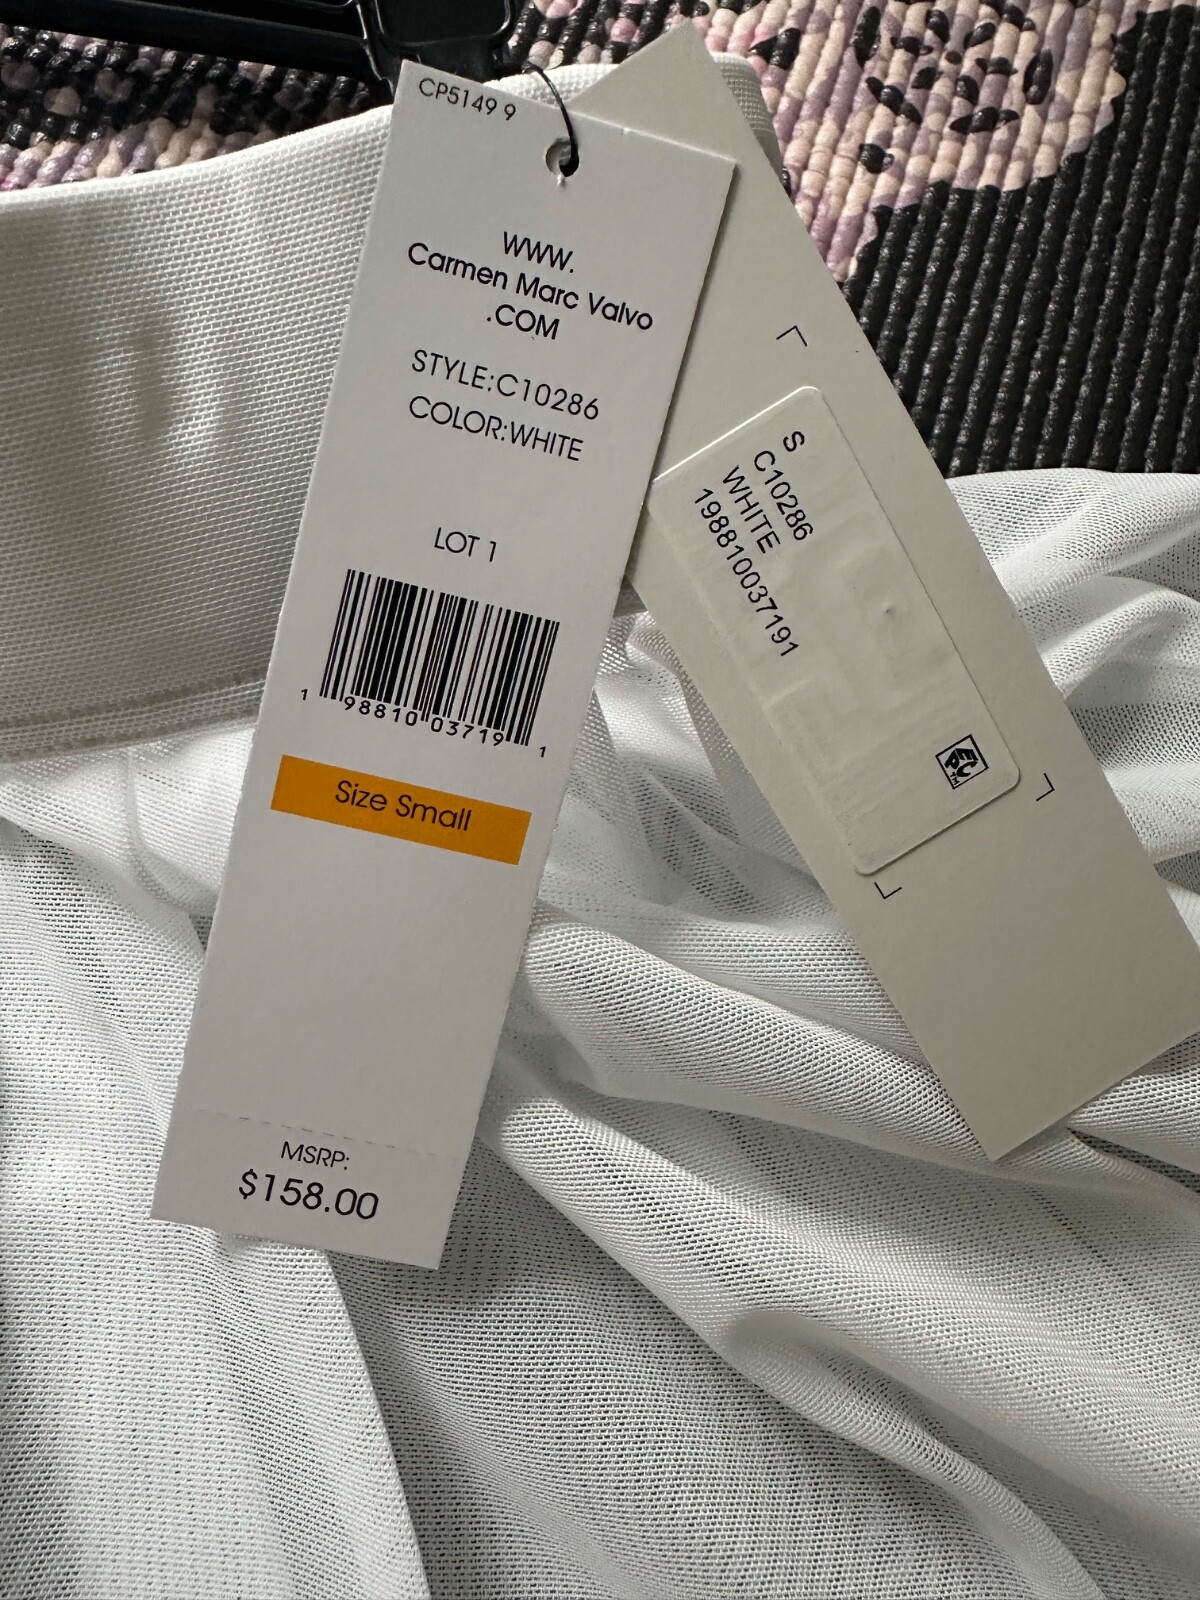 CP5149 9
WWW.
Carmen Marc Valvo
.COM
STYLE:C10286
COLOR:WHITE
LOT 1
1 98810 03719 1
Size Small
MSRP:
$158.00
S
C10286
WHITE
198810037191